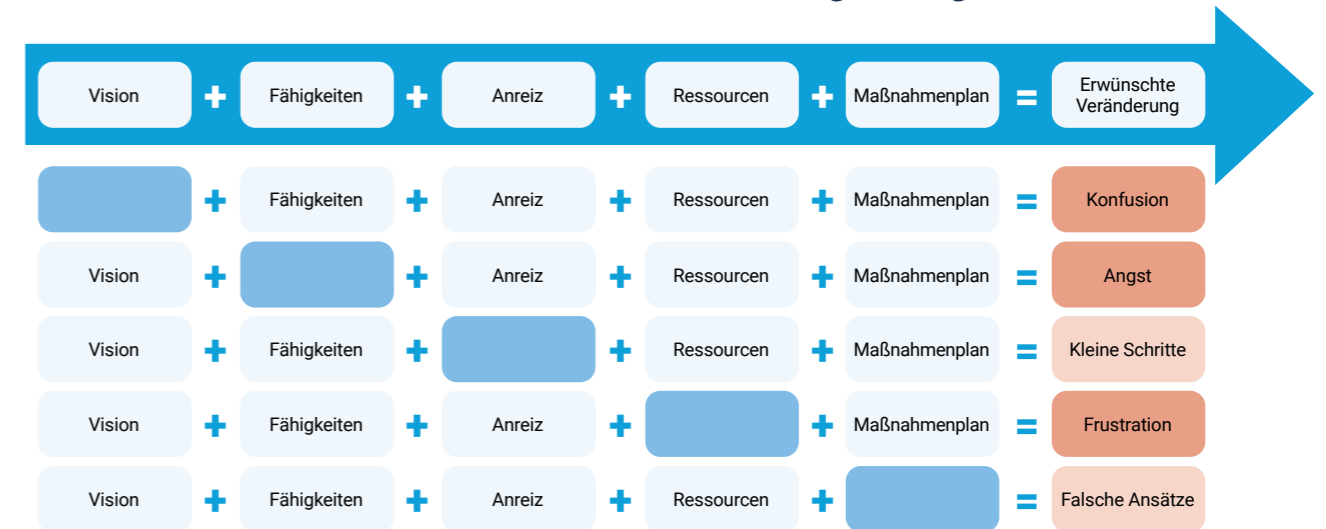 Vision + Fähigkeiten + Anreiz + Ressourcen + Maßnahmenplan = Erwünschte
Veränderung
+ Fähigkeiten + Anreiz + Ressourcen + Maßnahmenplan = Konfusion
Vision + + Anreiz + Ressourcen + Maßnahmenplan = Angst
Vision + Fähigkeiten + + Ressourcen + Maßnahmenplan = Kleine Schritte
Vision + Fähigkeiten + Anreiz + + Maßnahmenplan = Frustration
Vision + Fähigkeiten + Anreiz + Ressourcen + = Falsche Ansätze